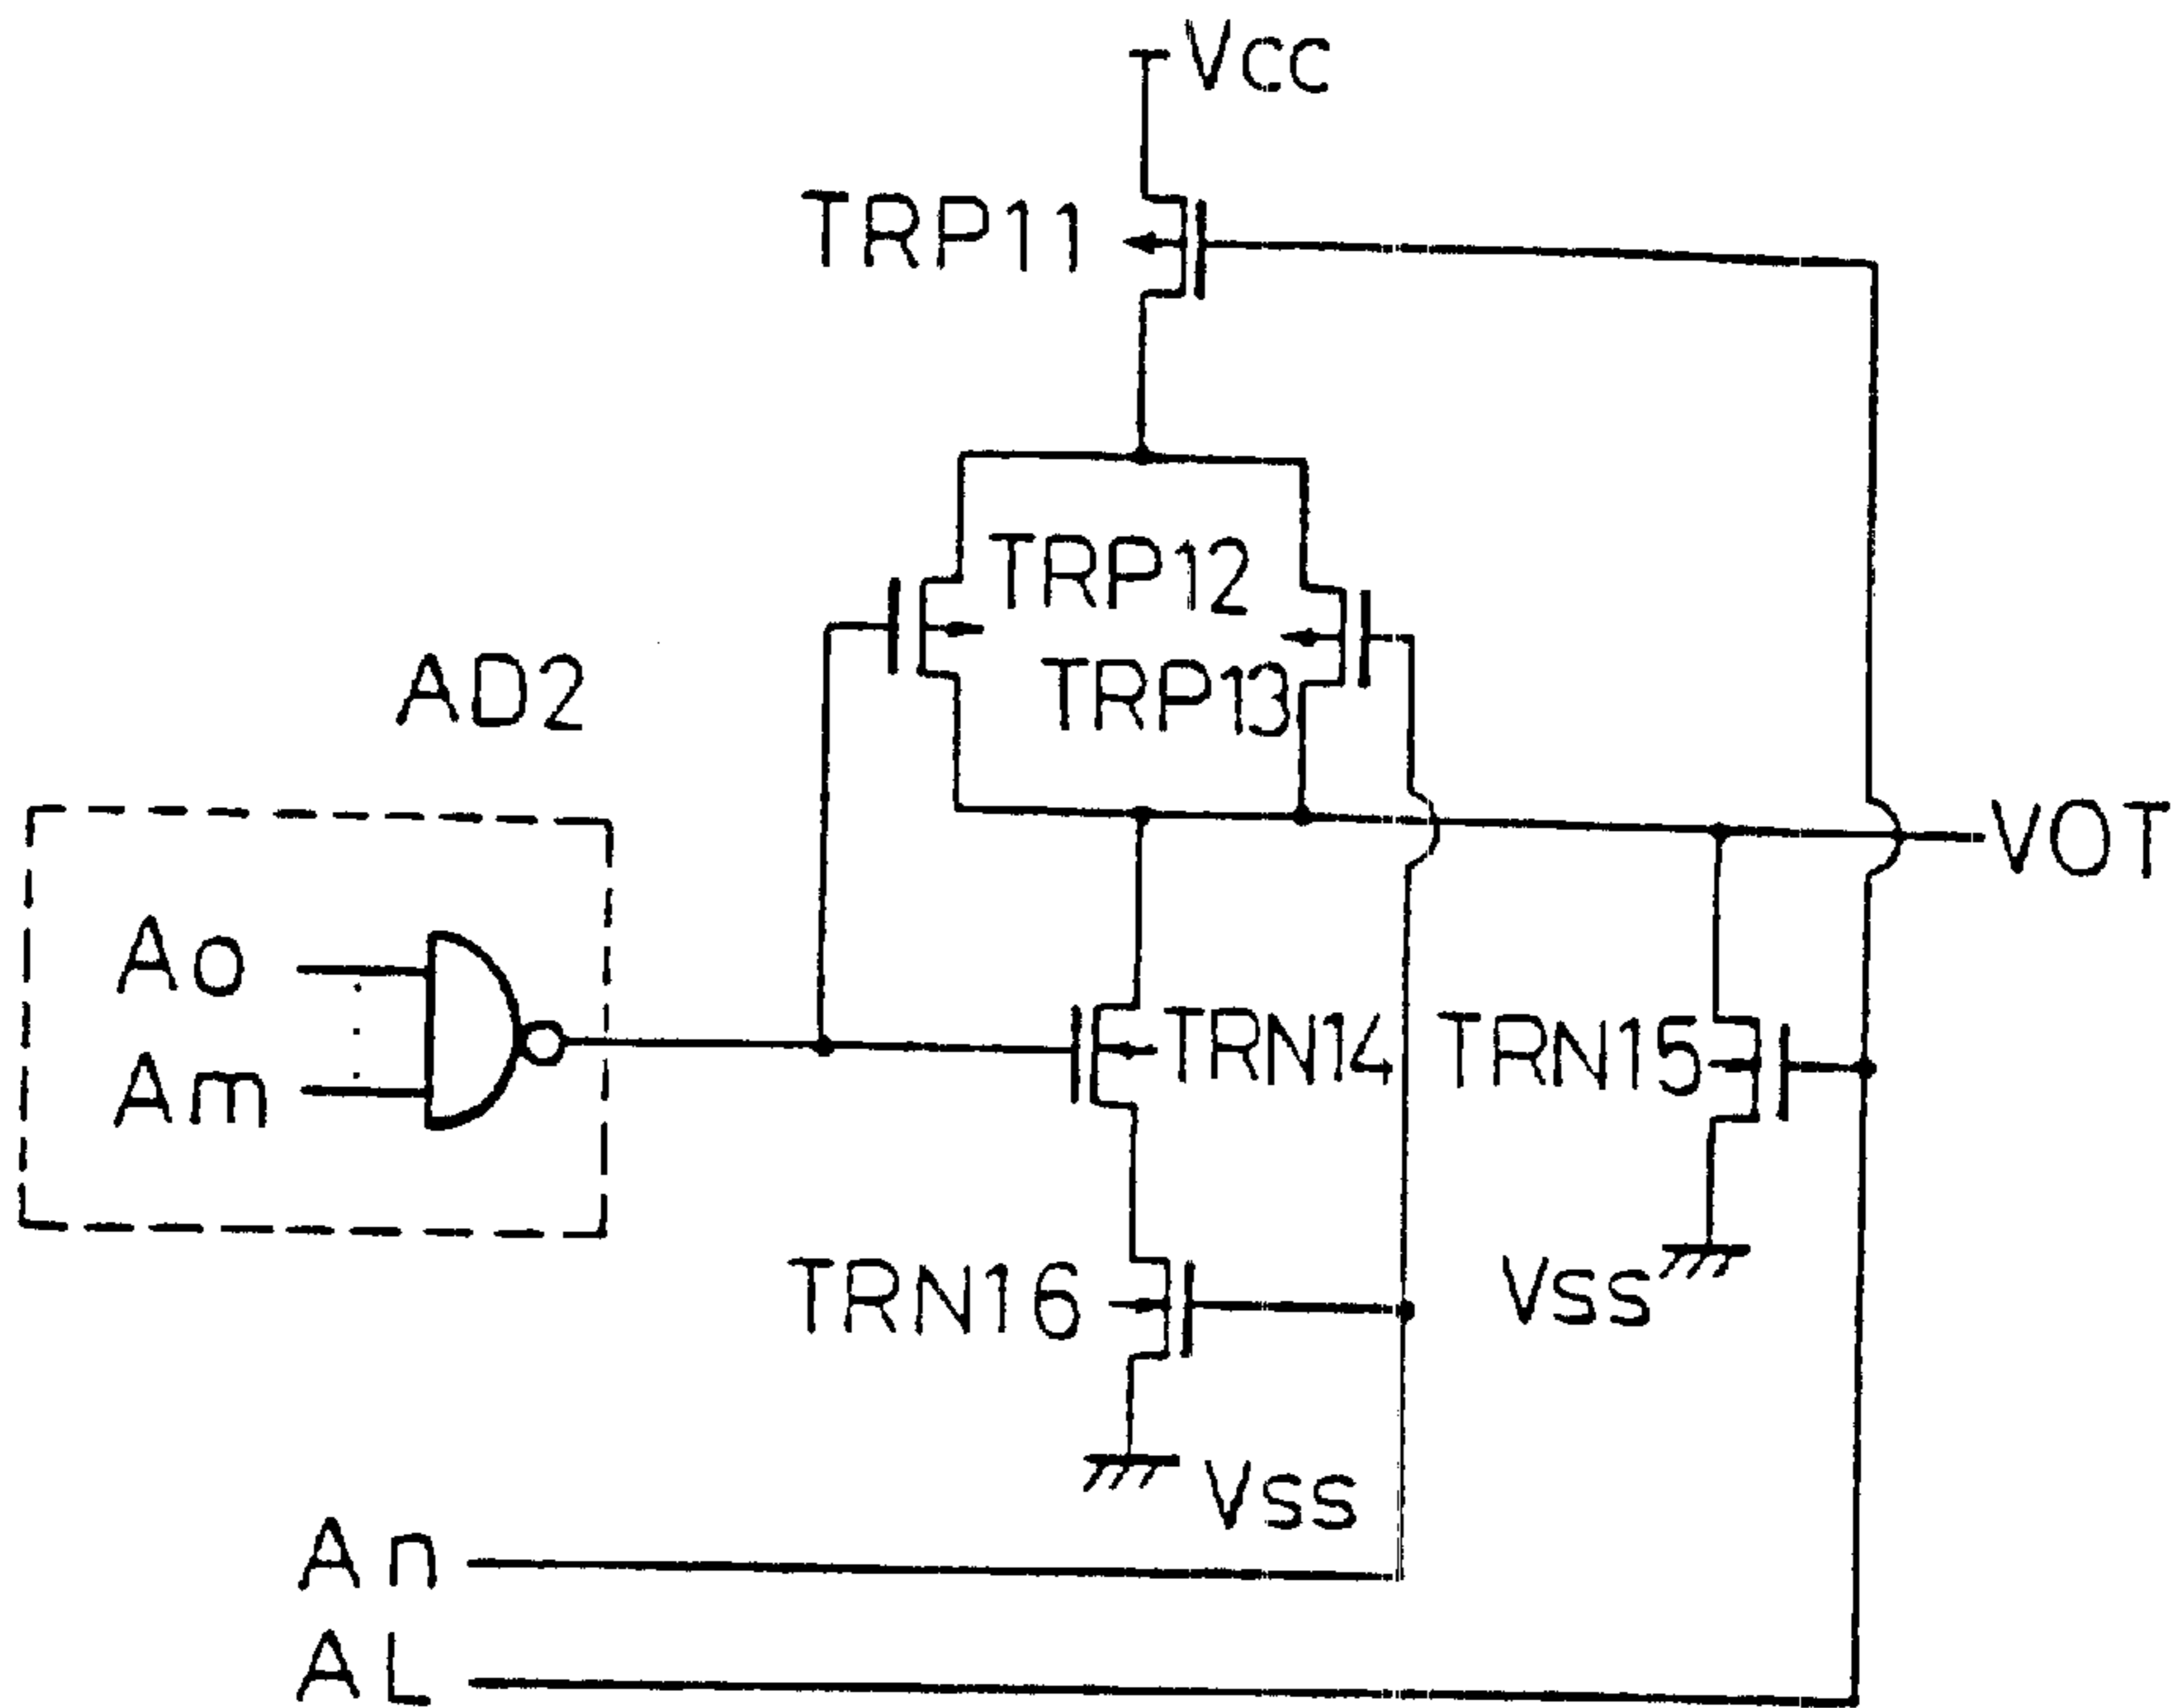 Vcc
TRP11
TRP12
TRP13
AD2
VOT
Ao
Am
TRN14
TRN15
TRN16
Vss
Vss
An
AL